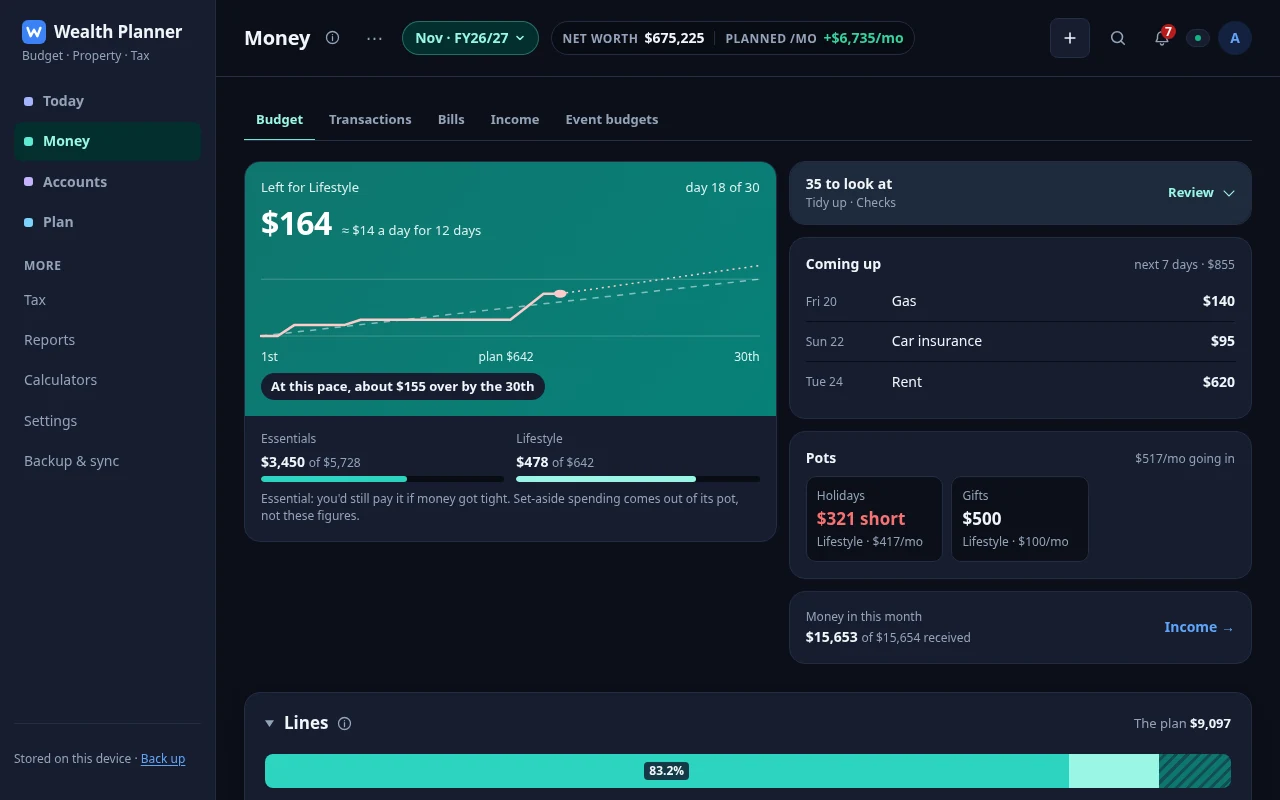 Wealth Planner
Budget · Property · Tax
Today
Money
Accounts
Plan
MORE
Tax
Reports
Calculators
Settings
Backup & sync
Stored on this device · Back up
Money
Nov · FY26/27
NET WORTH $675,225
PLANNED /MO +$6,735/mo
7
A
Budget
Transactions
Bills
Income
Event budgets
Left for Lifestyle
day 18 of 30
$164 ≈ $14 a day for 12 days
1st
plan $642
30th
At this pace, about $155 over by the 30th
Essentials
$3,450 of $5,728
Lifestyle
$478 of $642
Essential: you'd still pay it if money got tight. Set-aside spending comes out of its pot,
not these figures.
35 to look at
Tidy up · Checks
Review
Coming up
next 7 days · $855
Fri 20 Gas $140
Sun 22 Car insurance $95
Tue 24 Rent $620
Pots
$517/mo going in
Holidays
$321 short
Lifestyle · $417/mo
Gifts
$500
Lifestyle · $100/mo
Money in this month
$15,653 of $15,654 received
Income →
Lines
The plan $9,097
83.2%